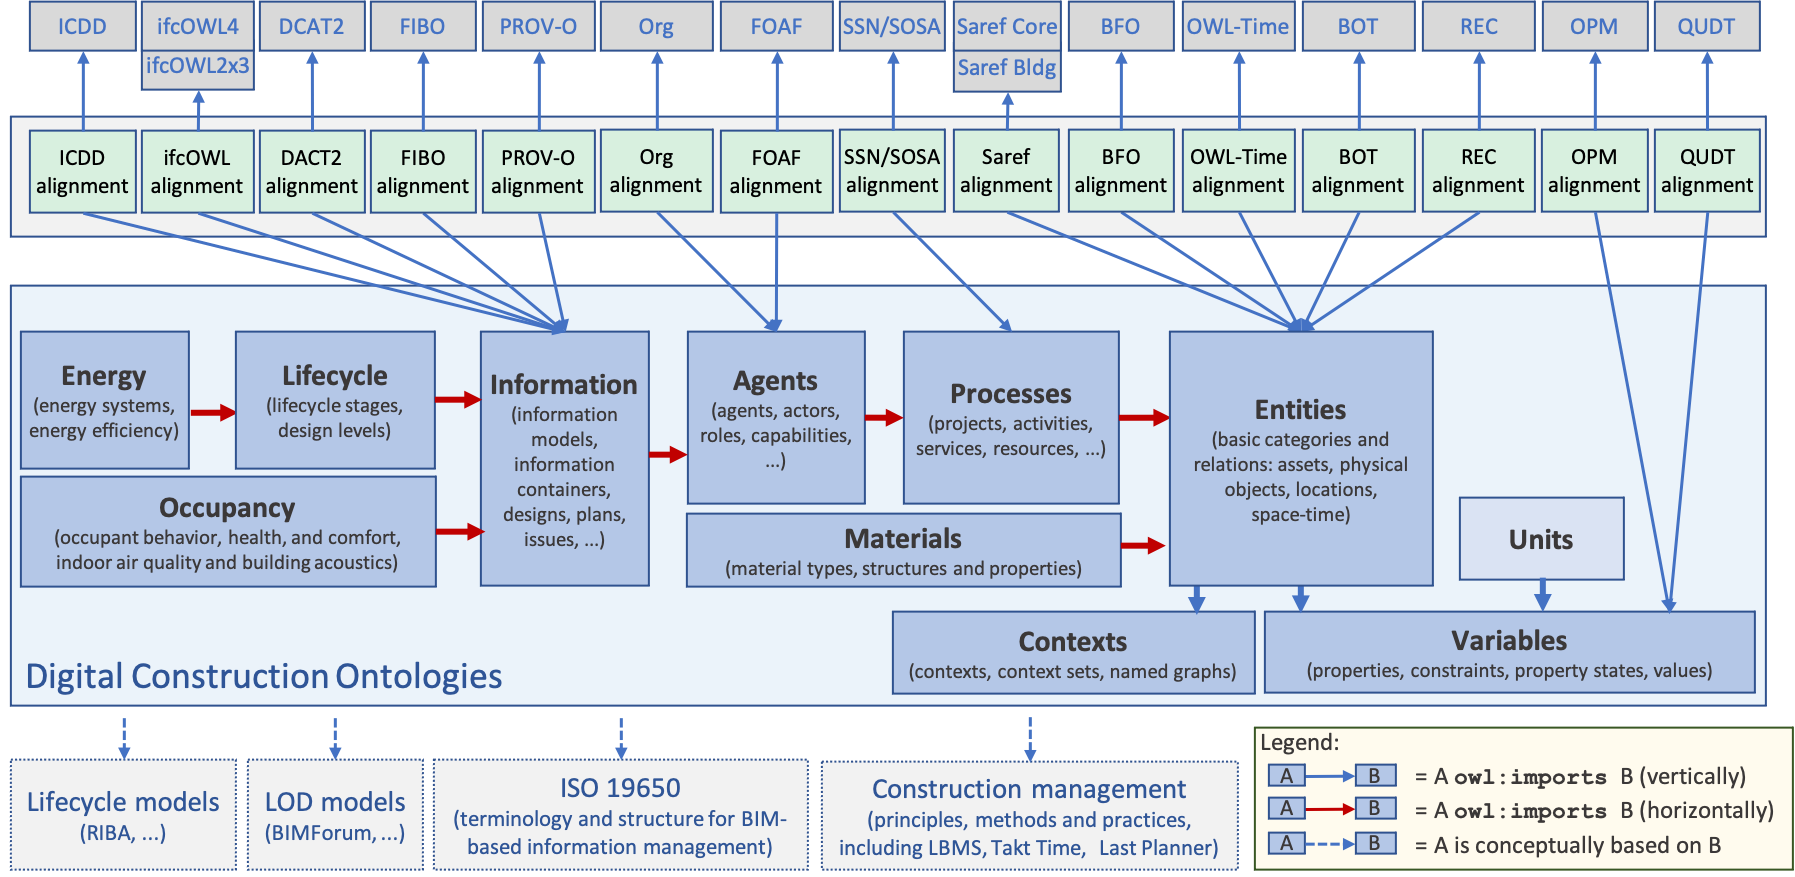 ICDD
ifcOWL4
ifcOWL2x3
DCAT2
FIBO
PROV-O
Org
FOAF
SSN/SOSA
Saref Core
Saref Bldg
BFO
OWL-Time
BOT
REC
OPM
QUDT
ICDD
alignment
ifcOWL
alignment
DACT2
alignment
FIBO
alignment
PROV-O
alignment
Org
alignment
FOAF
alignment
SSN/SOSA
alignment
Saref
alignment
BFO
alignment
OWL-Time
alignment
BOT
alignment
REC
alignment
OPM
alignment
QUDT
alignment
Energy
(energy systems,
energy efficiency)
Lifecycle
(lifecycle stages,
design levels)
Information
(information
models,
information
containers,
designs, plans,
issues, ...)
Agents
(agents, actors,
roles, capabilities,
...)
Processes
(projects, activities,
services, resources, ...)
Entities
(basic categories and
relations: assets, physical
objects, locations,
space-time)
Occupancy
(occupant behavior, health, and comfort,
indoor air quality and building acoustics)
Materials
(material types, structures and properties)
Units
Contexts
(contexts, context sets, named graphs)
Variables
(properties, constraints, property states, values)
Digital Construction Ontologies
Lifecycle models
(RIBA, ...)
LOD models
(BIMForum, ...)
ISO 19650
(terminology and structure for BIM-
based information management)
Construction management
(principles, methods and practices,
including LBMS, Takt Time, Last Planner)
Legend:
A B = A owl:imports B (vertically)
A B = A owl:imports B (horizontally)
A B = A is conceptually based on B